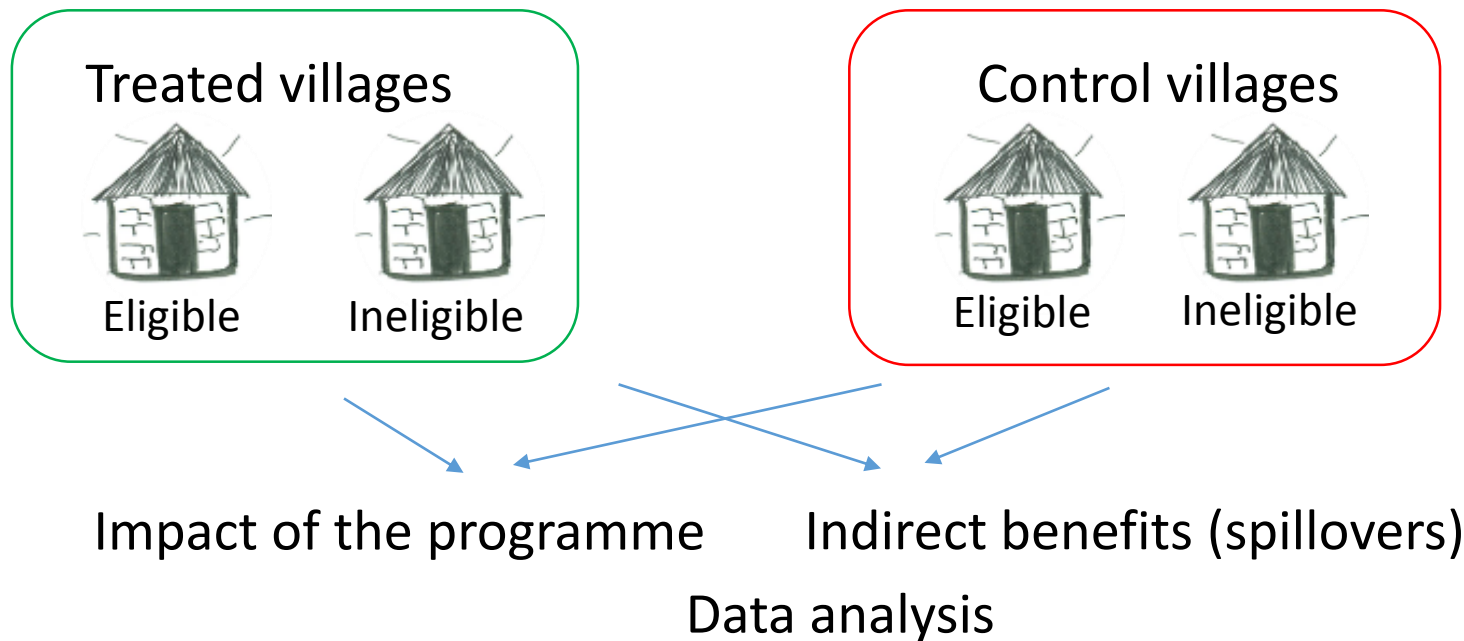 Treated villages
Control villages
Eligible
Ineligible
Eligible
Ineligible
Impact of the programme
Indirect benefits (spillovers)
Data analysis